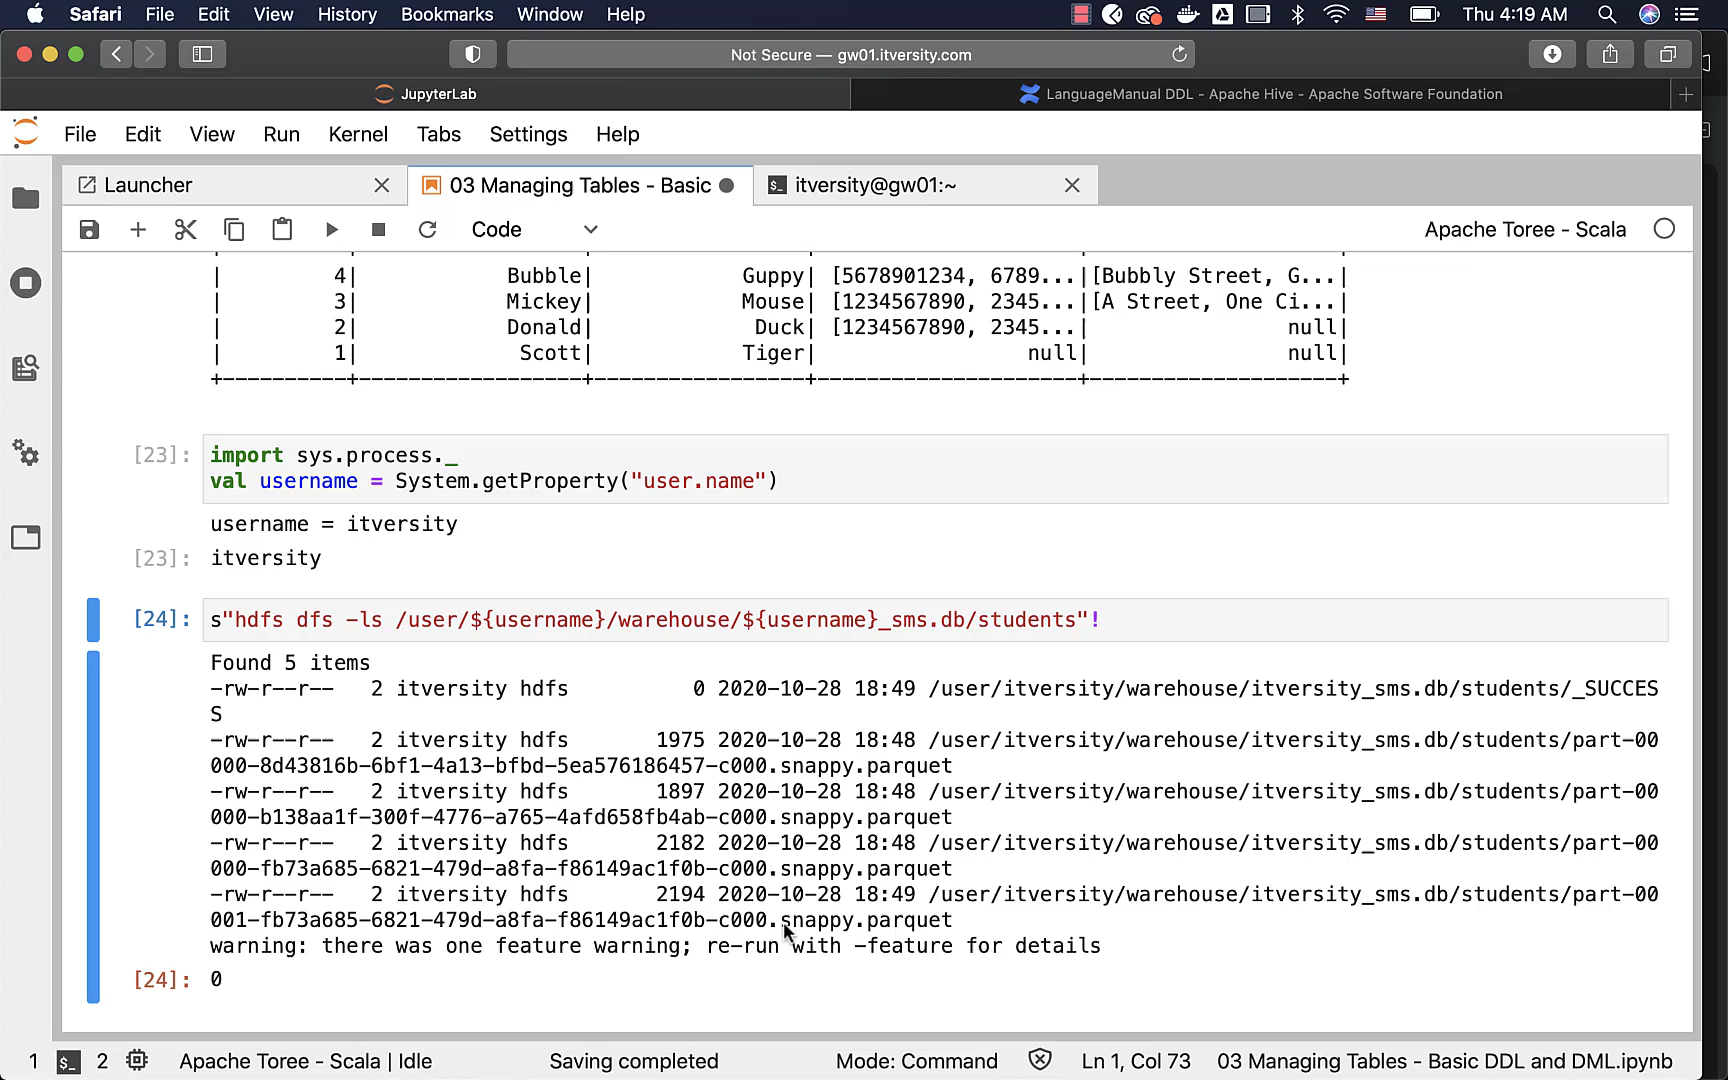 Safari File Edit View History Bookmarks Window Help Thu 4:19 AM
Not Secure — gw01.itversity.com
JupyterLab LanguageManual DDL - Apache Hive - Apache Software Foundation
File Edit View Run Kernel Tabs Settings Help
Launcher 03 Managing Tables - Basic itversity@gw01:~
Code Apache Toree - Scala
| 4| Bubble| Guppy| [5678901234, 6789...|[Bubbly Street, G...|
| 3| Mickey| Mouse| [1234567890, 2345...|[A Street, One Ci...|
| 2| Donald| Duck| [1234567890, 2345...| null|
| 1| Scott| Tiger| null| null|
+----------+------------------+-----------------+---------------------+--------------------+
[23]: import sys.process._
val username = System.getProperty("user.name")
username = itversity
[23]: itversity
[24]: s"hdfs dfs -ls /user/${username}/warehouse/${username}_sms.db/students"!
Found 5 items
-rw-r--r-- 2 itversity hdfs 0 2020-10-28 18:49 /user/itversity/warehouse/itversity_sms.db/students/_SUCCES
S
-rw-r--r-- 2 itversity hdfs 1975 2020-10-28 18:48 /user/itversity/warehouse/itversity_sms.db/students/part-00
000-8d43816b-6bf1-4a13-bfbd-5ea576186457-c000.snappy.parquet
-rw-r--r-- 2 itversity hdfs 1897 2020-10-28 18:48 /user/itversity/warehouse/itversity_sms.db/students/part-00
000-b138aa1f-300f-4776-a765-4afd658fb4ab-c000.snappy.parquet
-rw-r--r-- 2 itversity hdfs 2182 2020-10-28 18:48 /user/itversity/warehouse/itversity_sms.db/students/part-00
000-fb73a685-6821-479d-a8fa-f86149ac1f0b-c000.snappy.parquet
-rw-r--r-- 2 itversity hdfs 2194 2020-10-28 18:49 /user/itversity/warehouse/itversity_sms.db/students/part-00
001-fb73a685-6821-479d-a8fa-f86149ac1f0b-c000.snappy.parquet
warning: there was one feature warning; re-run with -feature for details
[24]: 0
1 $_ 2 Apache Toree - Scala | Idle Saving completed Mode: Command Ln 1, Col 73 03 Managing Tables - Basic DDL and DML.ipynb